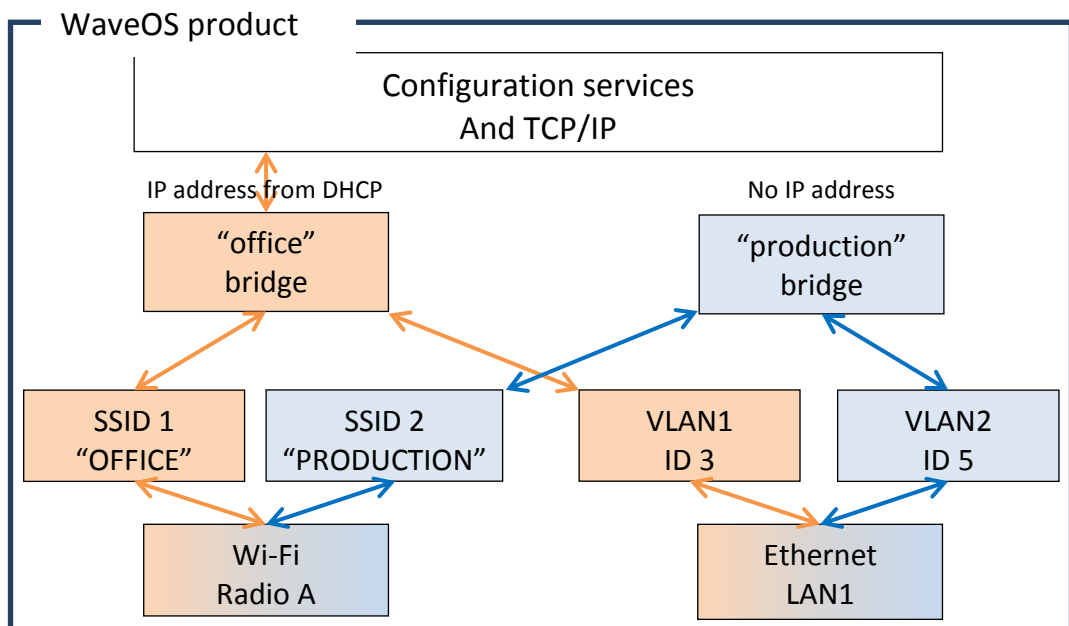 WaveOS product
Configuration services
And TCP/IP
IP address from DHCP
No IP address
“office”
bridge
“production”
bridge
SSID 1
“OFFICE”
SSID 2
“PRODUCTION”
VLAN1
ID 3
VLAN2
ID 5
Wi-Fi
Radio A
Ethernet
LAN1